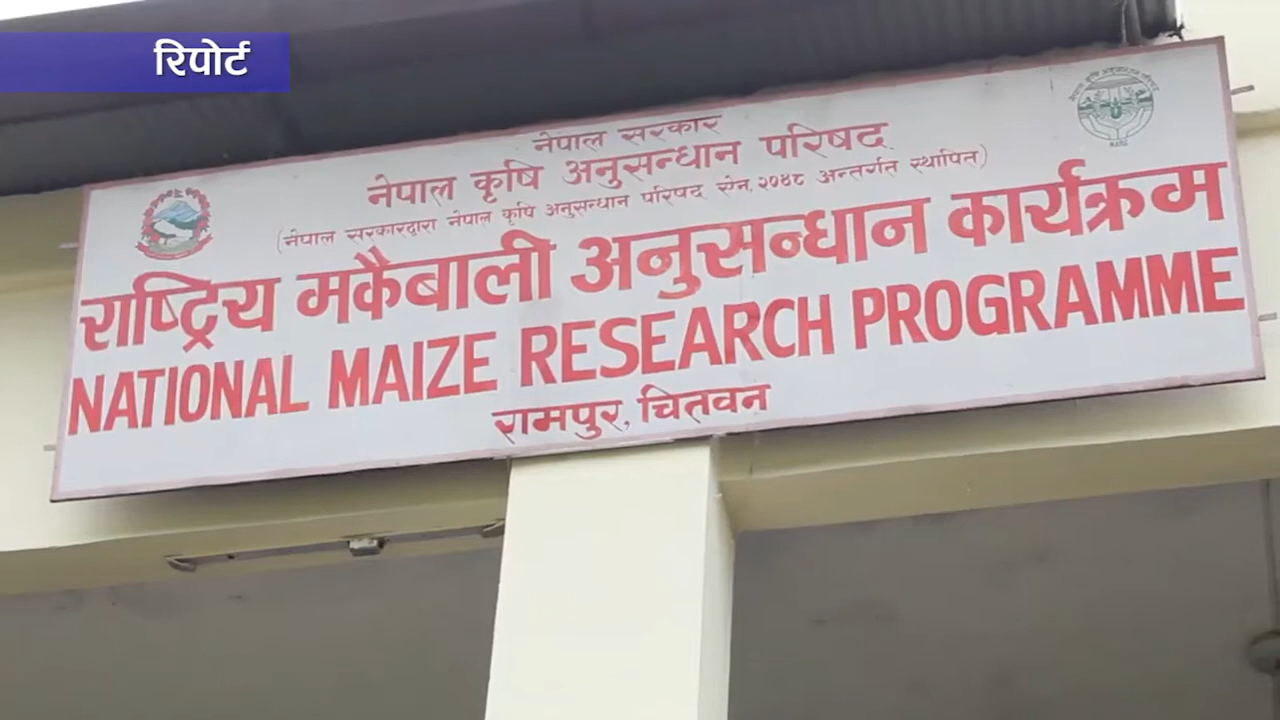 रिपोर्ट
नेपाल सरकार
नेपाल कृषि अनुसन्धान परिषद
(नेपाल सरकारद्वारा नेपाल कृषि अनुसन्धान परिषद ऐन, २०४८ अन्तर्गत स्थापित)
राष्ट्रिय मकैबाली अनुसन्धान कार्यक्रम
NATIONAL MAIZE RESEARCH PROGRAMME
रामपुर, चितवन